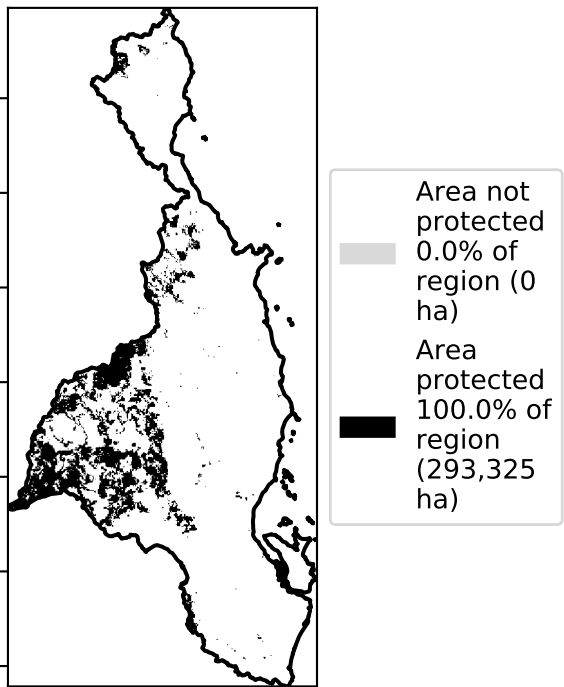 Area not
protected
0.0% of
region (0
ha)
Area
protected
100.0% of
region
(293,325
ha)